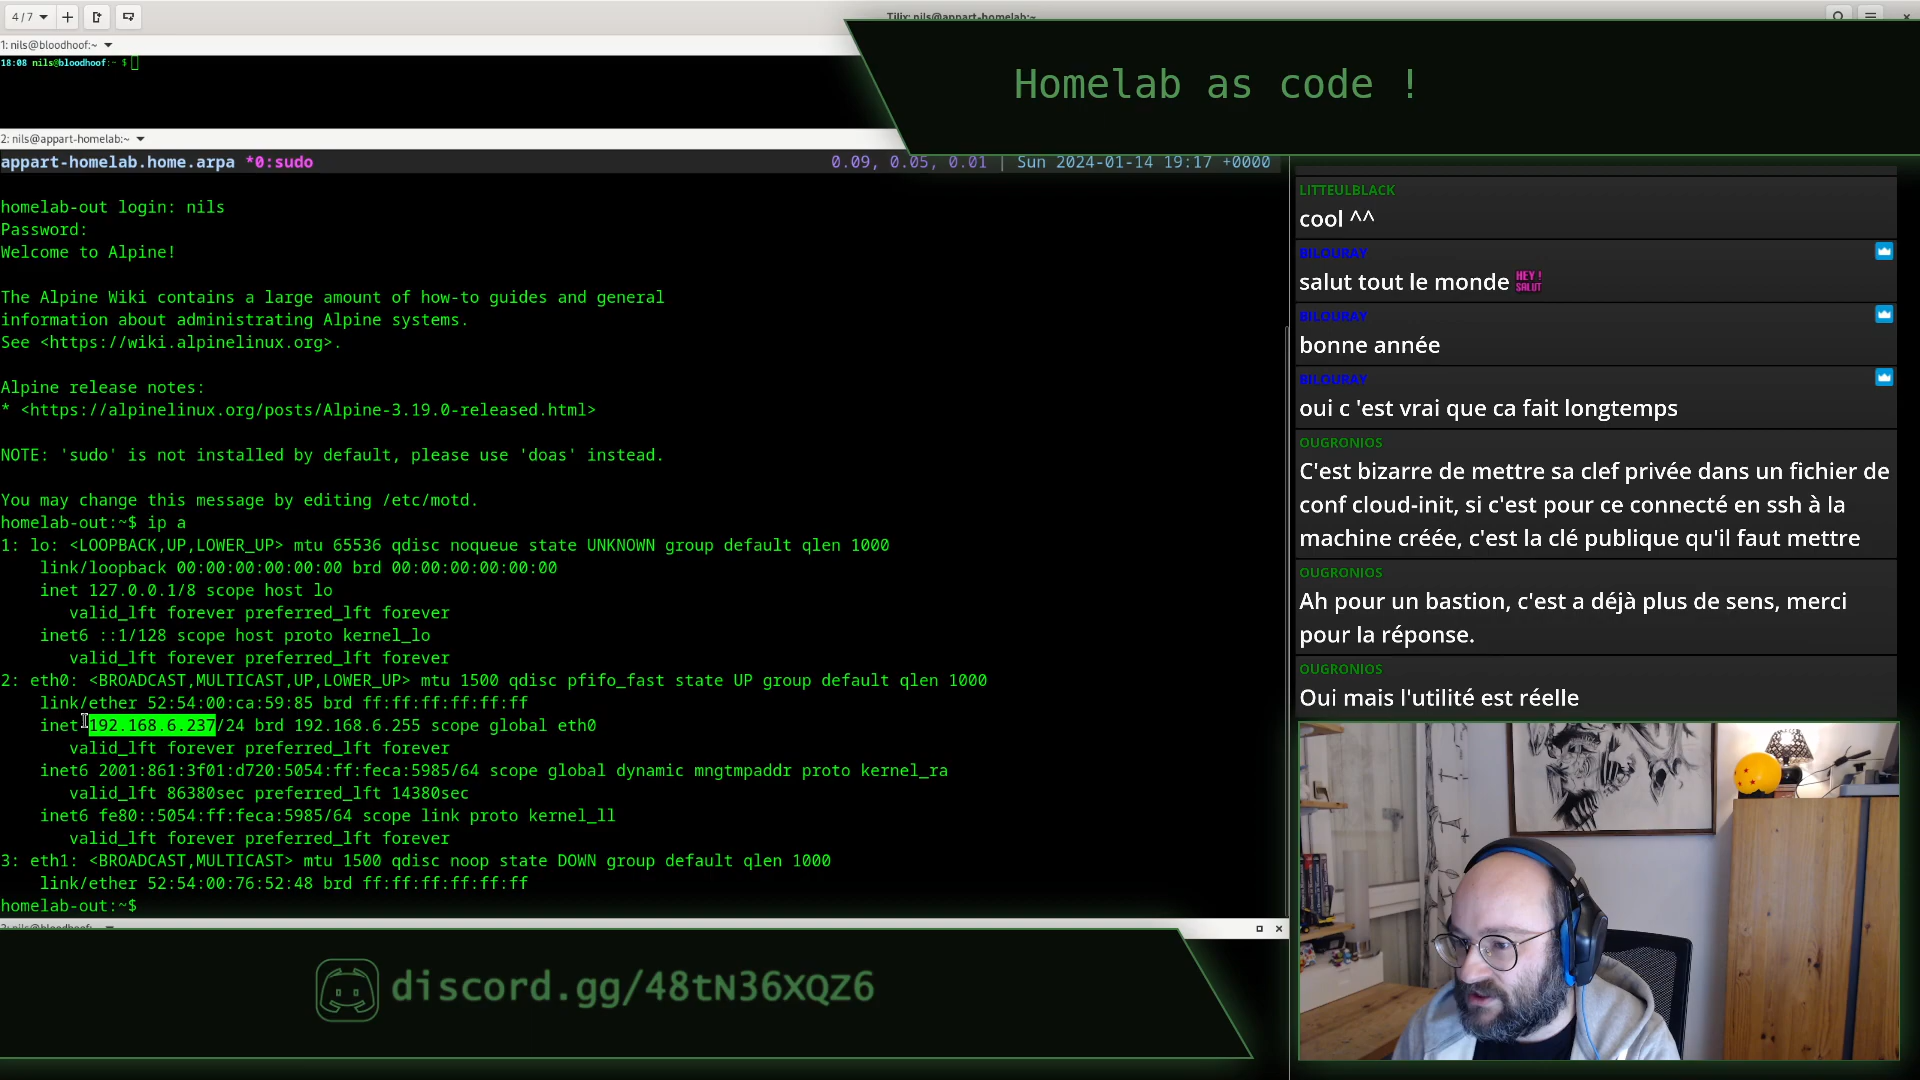 4 / 7
Tilix: nils@appart-homelab:~
1: nils@bloodhoof:~
18:08 nils@bloodhoof:~ $
Homelab as code !
2: nils@appart-homelab:~
appart-homelab.home.arpa *0:sudo 0.09, 0.05, 0.01 | Sun 2024-01-14 19:17 +0000
homelab-out login: nils
Password:
Welcome to Alpine!
The Alpine Wiki contains a large amount of how-to guides and general
information about administrating Alpine systems.
See <https://wiki.alpinelinux.org>.
Alpine release notes:
* <https://alpinelinux.org/posts/Alpine-3.19.0-released.html>
NOTE: 'sudo' is not installed by default, please use 'doas' instead.
You may change this message by editing /etc/motd.
homelab-out:~$ ip a
1: lo: <LOOPBACK,UP,LOWER_UP> mtu 65536 qdisc noqueue state UNKNOWN group default qlen 1000
link/loopback 00:00:00:00:00:00 brd 00:00:00:00:00:00
inet 127.0.0.1/8 scope host lo
valid_lft forever preferred_lft forever
inet6 ::1/128 scope host proto kernel_lo
valid_lft forever preferred_lft forever
2: eth0: <BROADCAST,MULTICAST,UP,LOWER_UP> mtu 1500 qdisc pfifo_fast state UP group default qlen 1000
link/ether 52:54:00:ca:59:85 brd ff:ff:ff:ff:ff:ff
inet 192.168.6.237/24 brd 192.168.6.255 scope global eth0
valid_lft forever preferred_lft forever
inet6 2001:861:3f01:d720:5054:ff:feca:5985/64 scope global dynamic mngtmpaddr proto kernel_ra
valid_lft 86380sec preferred_lft 14380sec
inet6 fe80::5054:ff:feca:5985/64 scope link proto kernel_ll
valid_lft forever preferred_lft forever
3: eth1: <BROADCAST,MULTICAST> mtu 1500 qdisc noop state DOWN group default qlen 1000
link/ether 52:54:00:76:52:48 brd ff:ff:ff:ff:ff:ff
homelab-out:~$
LITTEULBLACK
cool ^^
BILOURAY
salut tout le monde HEY ! SALUT
BILOURAY
bonne année
BILOURAY
oui c 'est vrai que ca fait longtemps
OUGRONIOS
C'est bizarre de mettre sa clef privée dans un fichier de
conf cloud-init, si c'est pour ce connecté en ssh à la
machine créée, c'est la clé publique qu'il faut mettre
OUGRONIOS
Ah pour un bastion, c'est a déjà plus de sens, merci
pour la réponse.
OUGRONIOS
Oui mais l'utilité est réelle
discord.gg/48tN36XQZ6